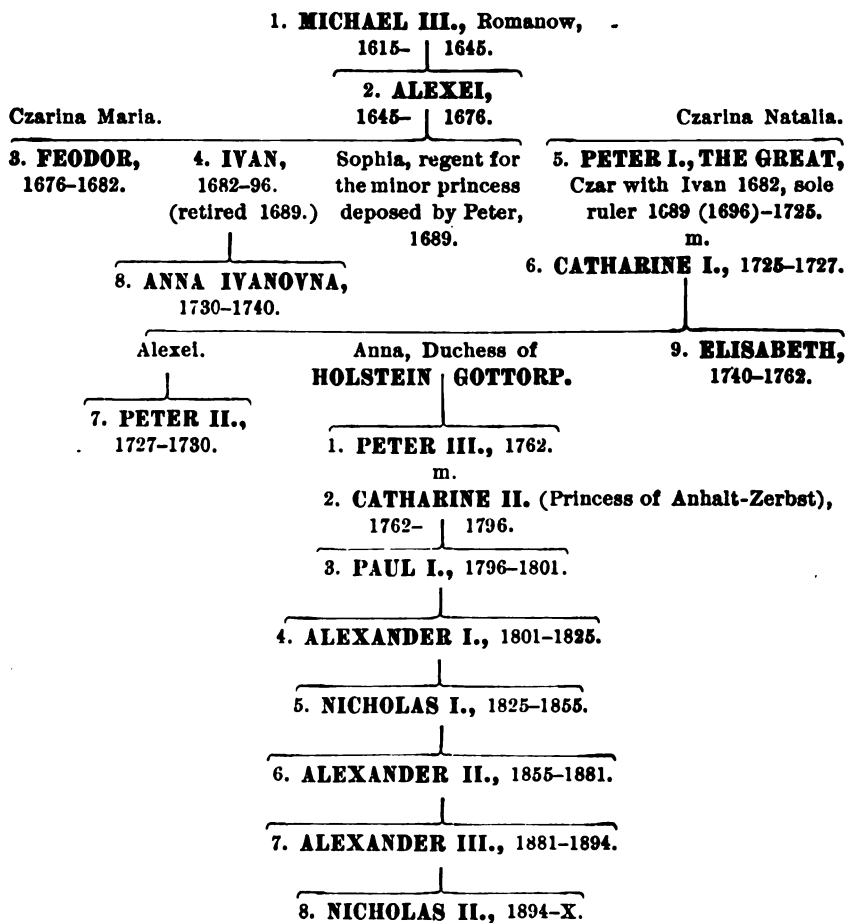 1. MICHAEL III., Romanow,
1615– 1645.
2. ALEXEI,
Czarina Maria. 1645– 1676. Czarina Natalia.
3. FEODOR,
1676–1682.
4. IVAN,
1682–96.
(retired 1689.)
Sophia, regent for
the minor princess
deposed by Peter,
1689.
5. PETER I., THE GREAT,
Czar with Ivan 1682, sole
ruler 1689 (1696)–1725.
m.
6. CATHARINE I., 1725–1727.
8. ANNA IVANOVNA,
1730–1740.
Alexei.
Anna, Duchess of
HOLSTEIN GOTTORP.
9. ELISABETH,
1740–1762.
7. PETER II.,
1727–1730.
1. PETER III., 1762.
m.
2. CATHARINE II. (Princess of Anhalt-Zerbst),
1762– 1796.
3. PAUL I., 1796–1801.
4. ALEXANDER I., 1801–1825.
5. NICHOLAS I., 1825–1855.
6. ALEXANDER II., 1855–1881.
7. ALEXANDER III., 1881–1894.
8. NICHOLAS II., 1894–X.